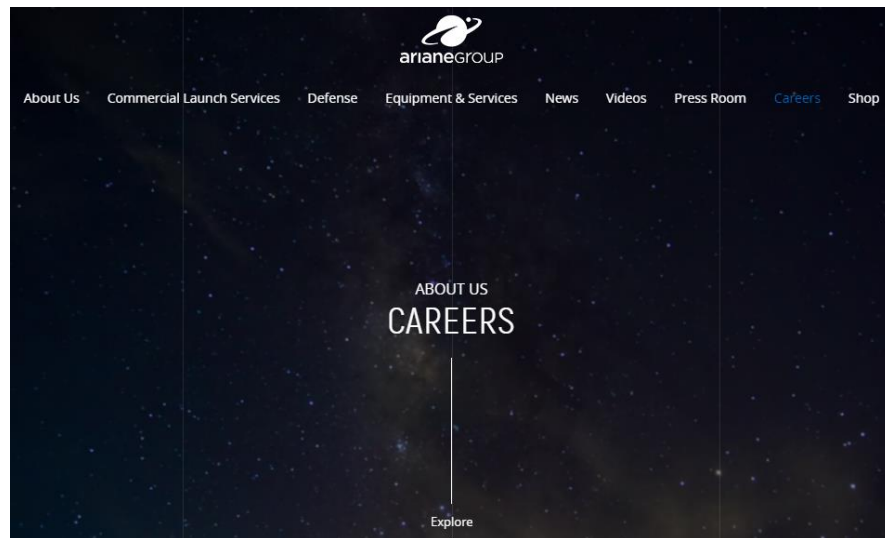 arianeGROUP
About Us Commercial Launch Services Defense Equipment & Services News Videos Press Room Careers Shop
ABOUT US
CAREERS
Explore